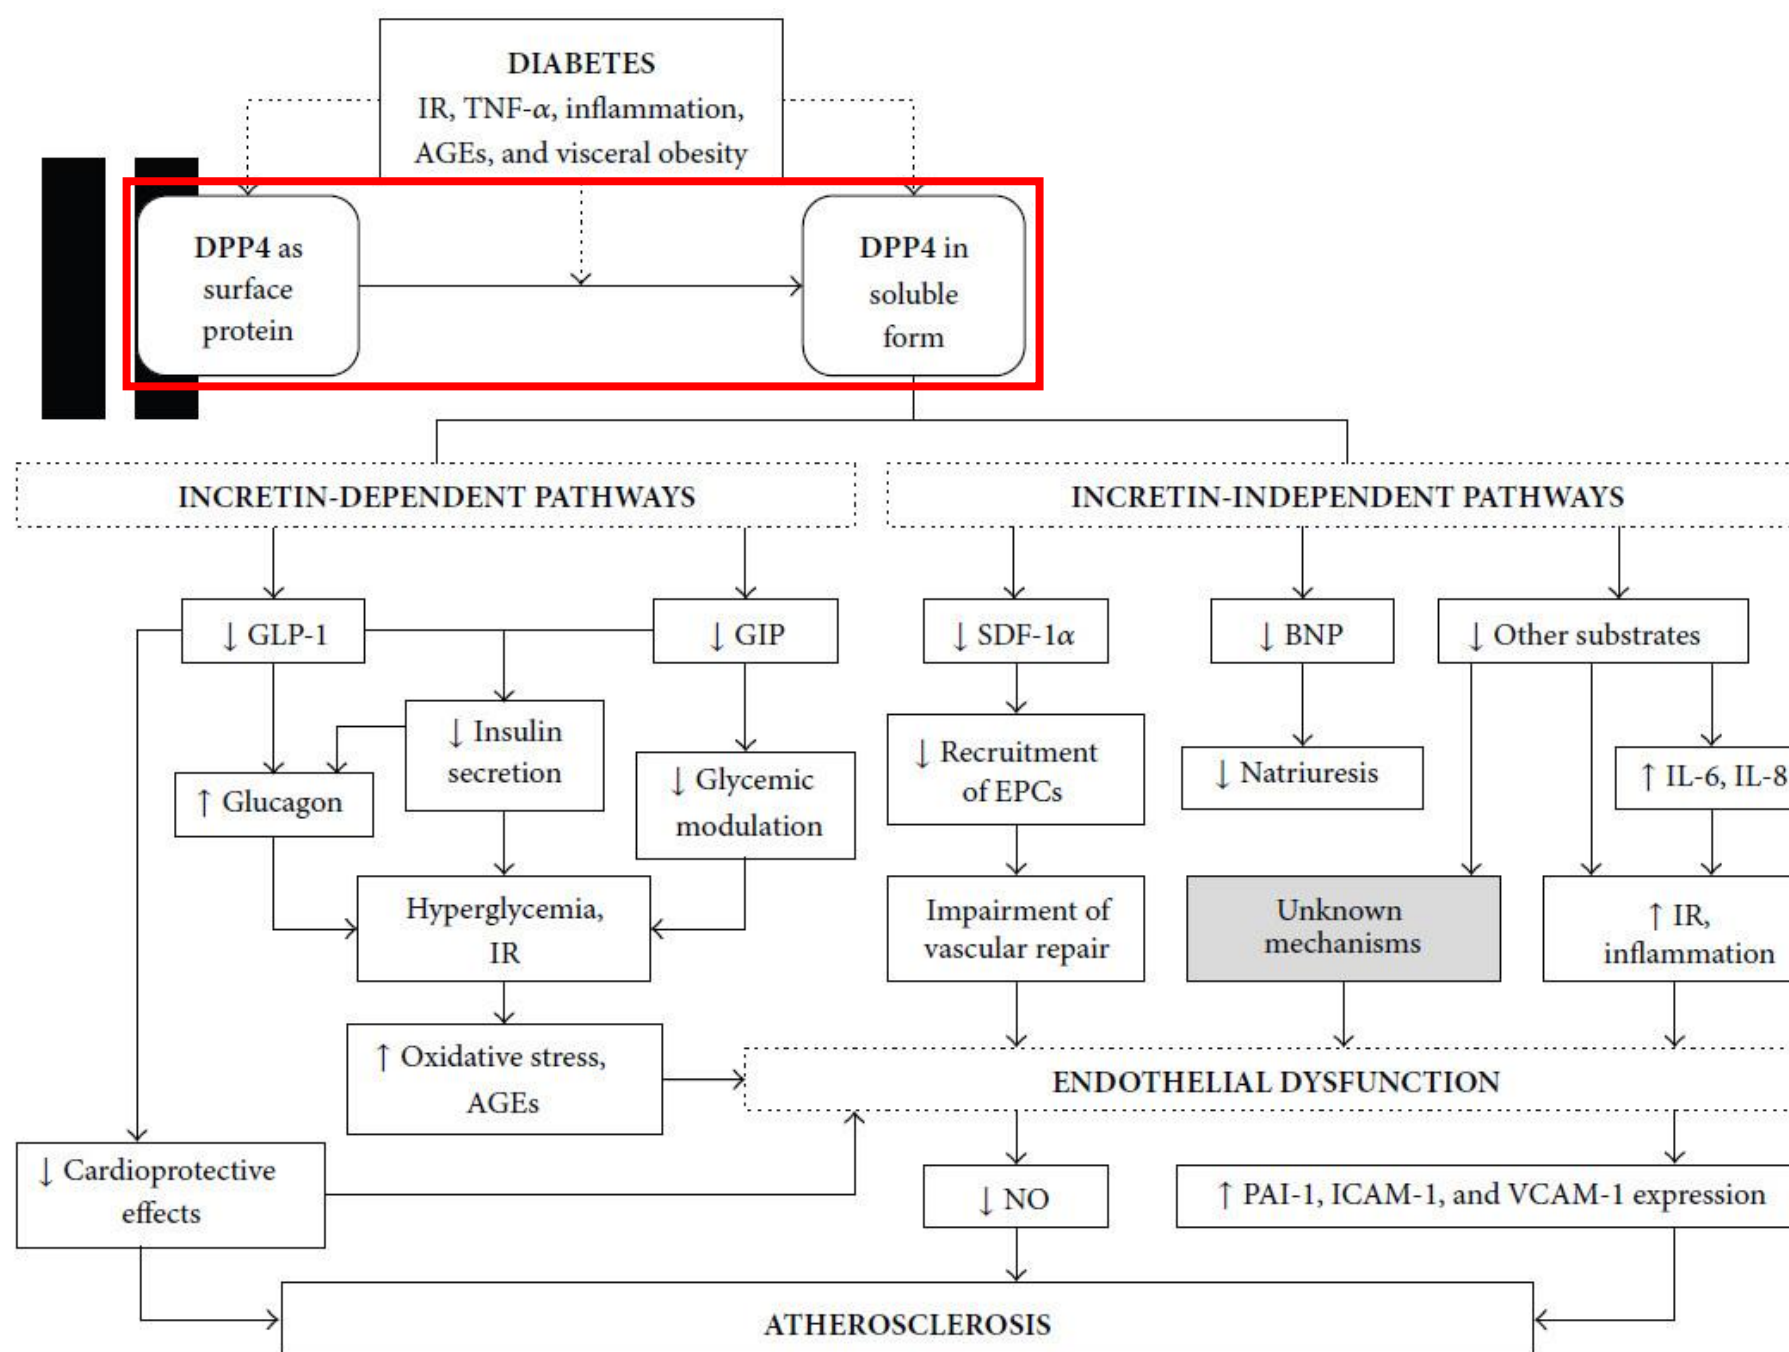 DIABETES
IR, TNF-α, inflammation,
AGEs, and visceral obesity
DPP4 as
surface
protein
DPP4 in
soluble
form
INCRETIN-DEPENDENT PATHWAYS
INCRETIN-INDEPENDENT PATHWAYS
↓ GLP-1
↓ GIP
↓ SDF-1α
↓ BNP
↓ Other substrates
↓ Insulin
secretion
↑ Glucagon
↓ Glycemic
modulation
↓ Recruitment
of EPCs
↓ Natriuresis
↑ IL-6, IL-8
Hyperglycemia,
IR
Impairment of
vascular repair
Unknown
mechanisms
↑ IR,
inflammation
↑ Oxidative stress,
AGEs
ENDOTHELIAL DYSFUNCTION
↓ Cardioprotective
effects
↓ NO
↑ PAI-1, ICAM-1, and VCAM-1 expression
ATHEROSCLEROSIS